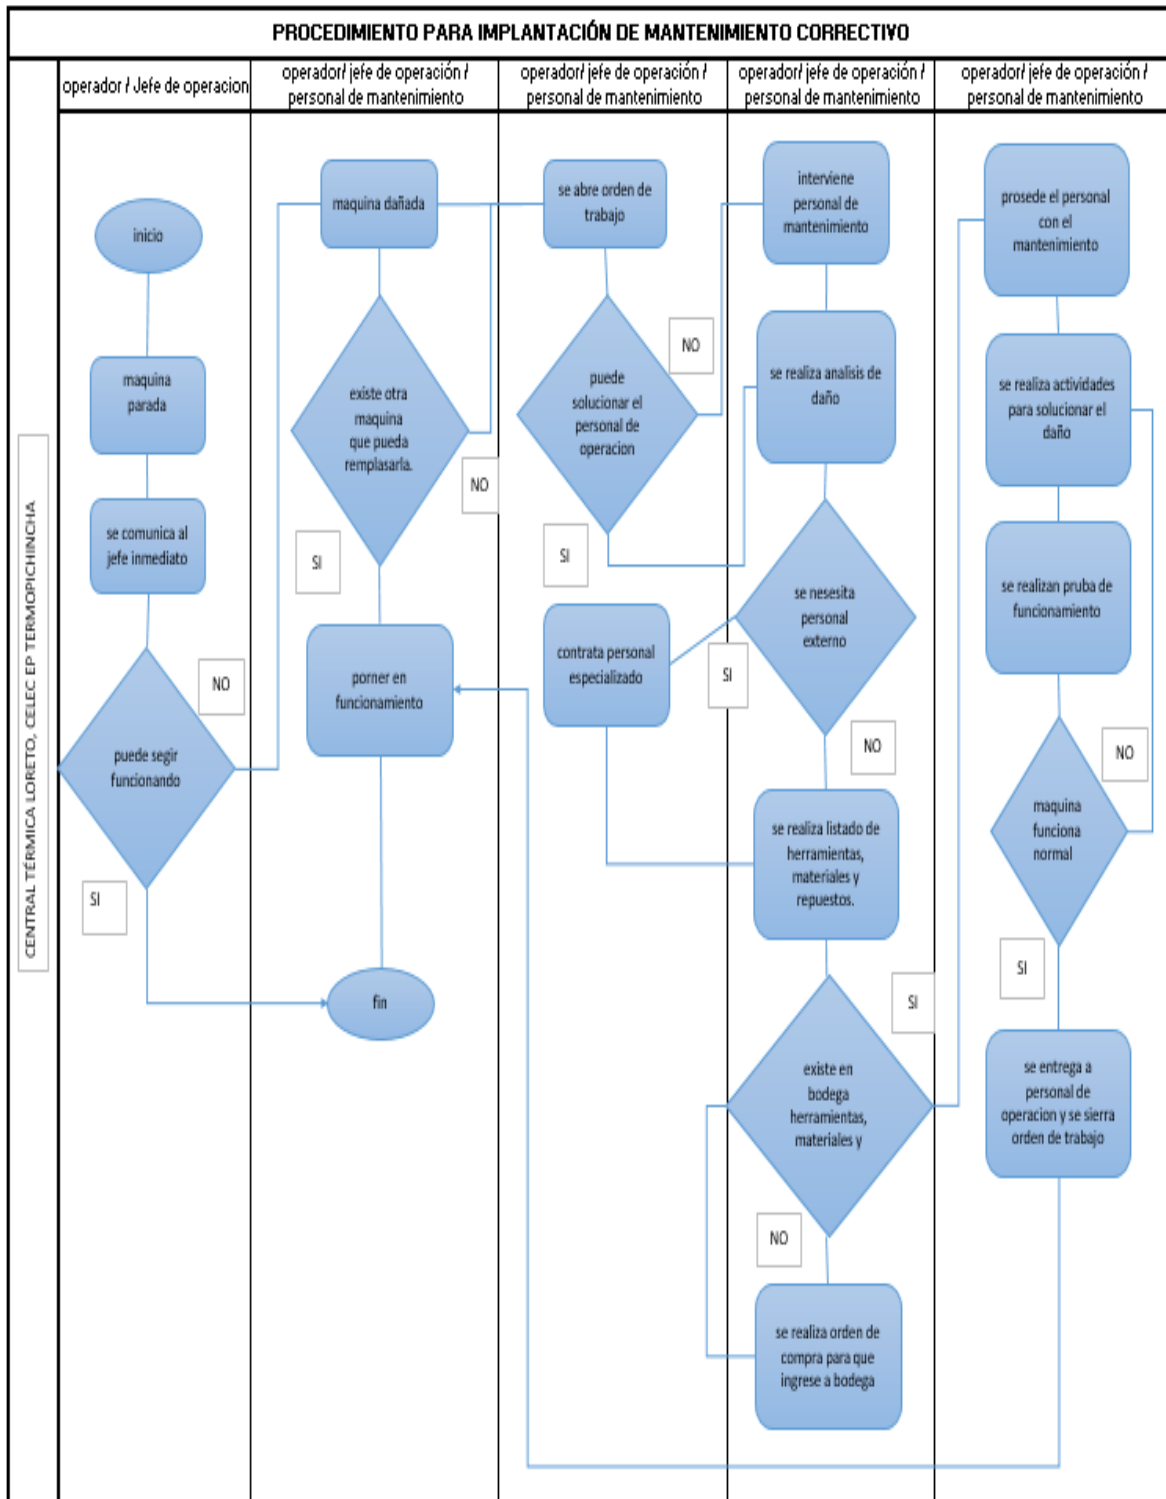 PROCEDIMIENTO PARA IMPLANTACIÓN DE MANTENIMIENTO CORRECTIVO
CENTRAL TÉRMICA LORETO, CELEC EP TERMOPICHINCHA
operador / Jefe de operacion
inicio
maquina
parada
se comunica al
jefe inmediato
puede segir
funcionando
NO
SI
operador/ jefe de operación /
personal de mantenimiento
maquina dañada
existe otra
maquina
que pueda
remplasarla.
NO
SI
porner en
funcionamiento
fin
operador/ jefe de operación /
personal de mantenimiento
se abre orden de
trabajo
puede
solucionar el
personal de
operacion
NO
SI
contrata personal
especializado
operador/ jefe de operación /
personal de mantenimiento
interviene
personal de
mantenimiento
se realiza analisis de
daño
se nesesita
personal
externo
SI
NO
se realiza listado de
herramientas,
materiales y
repuestos.
existe en
bodega
herramientas,
materiales y
SI
NO
se realiza orden de
compra para que
ingrese a bodega
operador/ jefe de operación /
personal de mantenimiento
prosede el personal
con el
mantenimiento
se realiza actividades
para solucionar el
daño
se realizan pruba de
funcionamiento
maquina
funciona
normal
NO
SI
se entrega a
personal de
operacion y se sierra
orden de trabajo